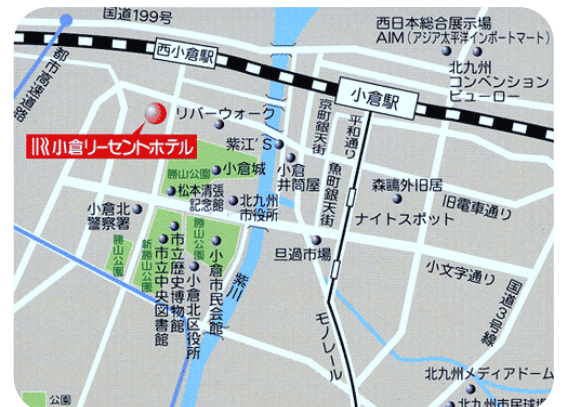 国道199号
都市高速道路
西小倉駅
西日本総合展示場
AIM(アジア太平洋インポートマート)
北九州
コンベンション
ビューロー
小倉駅
リバーウォーク
小倉リーセントホテル
紫江'S
京町銀天街
平和通り
魚町銀天街
小倉
井筒屋
勝山公園
小倉城
松本清張
記念館
北九州
市役所
森鴎外旧居
旧電車通り
ナイトスポット
小倉北
警察署
勝山公園
新勝山公園
勝山公園
市立歴史博物館
市立中央図書館
小倉北区役所
小倉市民会館
紫川
旦過市場
小文字通り
国道3号線
モノレール
北九州メディアドーム
北九州市民球場
公園